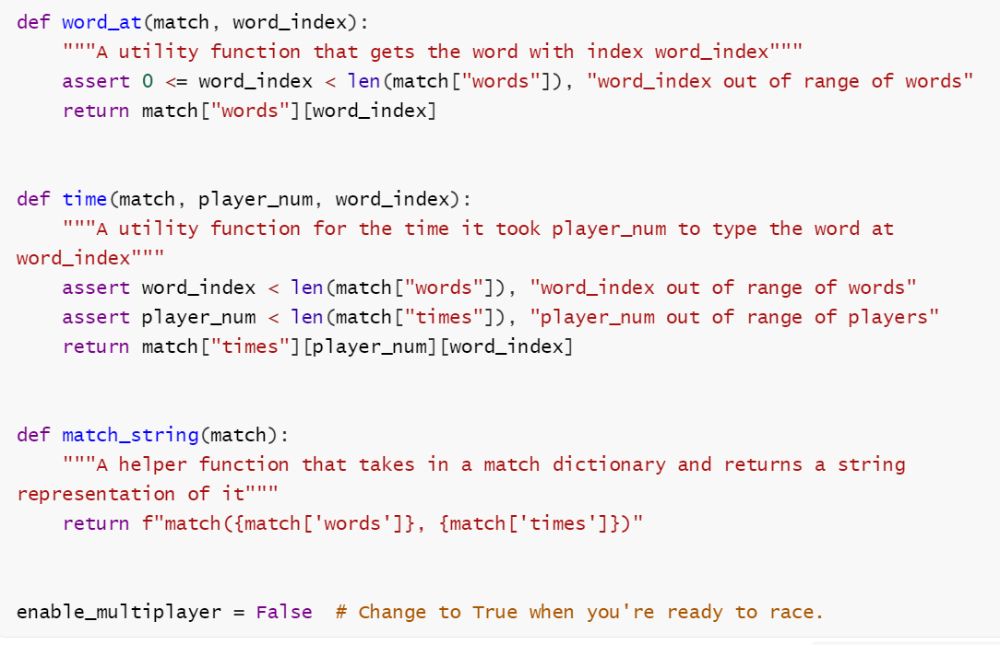 def word_at(match, word_index):
    """A utility function that gets the word with index word_index"""
    assert 0 <= word_index < len(match["words"]), "word_index out of range of words"
    return match["words"][word_index]
def time(match, player_num, word_index):
    """A utility function for the time it took player_num to type the word at
word_index"""
    assert word_index < len(match["words"]), "word_index out of range of words"
    assert player_num < len(match["times"]), "player_num out of range of players"
    return match["times"][player_num][word_index]
def match_string(match):
    """A helper function that takes in a match dictionary and returns a string
representation of it"""
    return f"match({match['words']}, {match['times']})"
enable_multiplayer = False  # Change to True when you're ready to race.